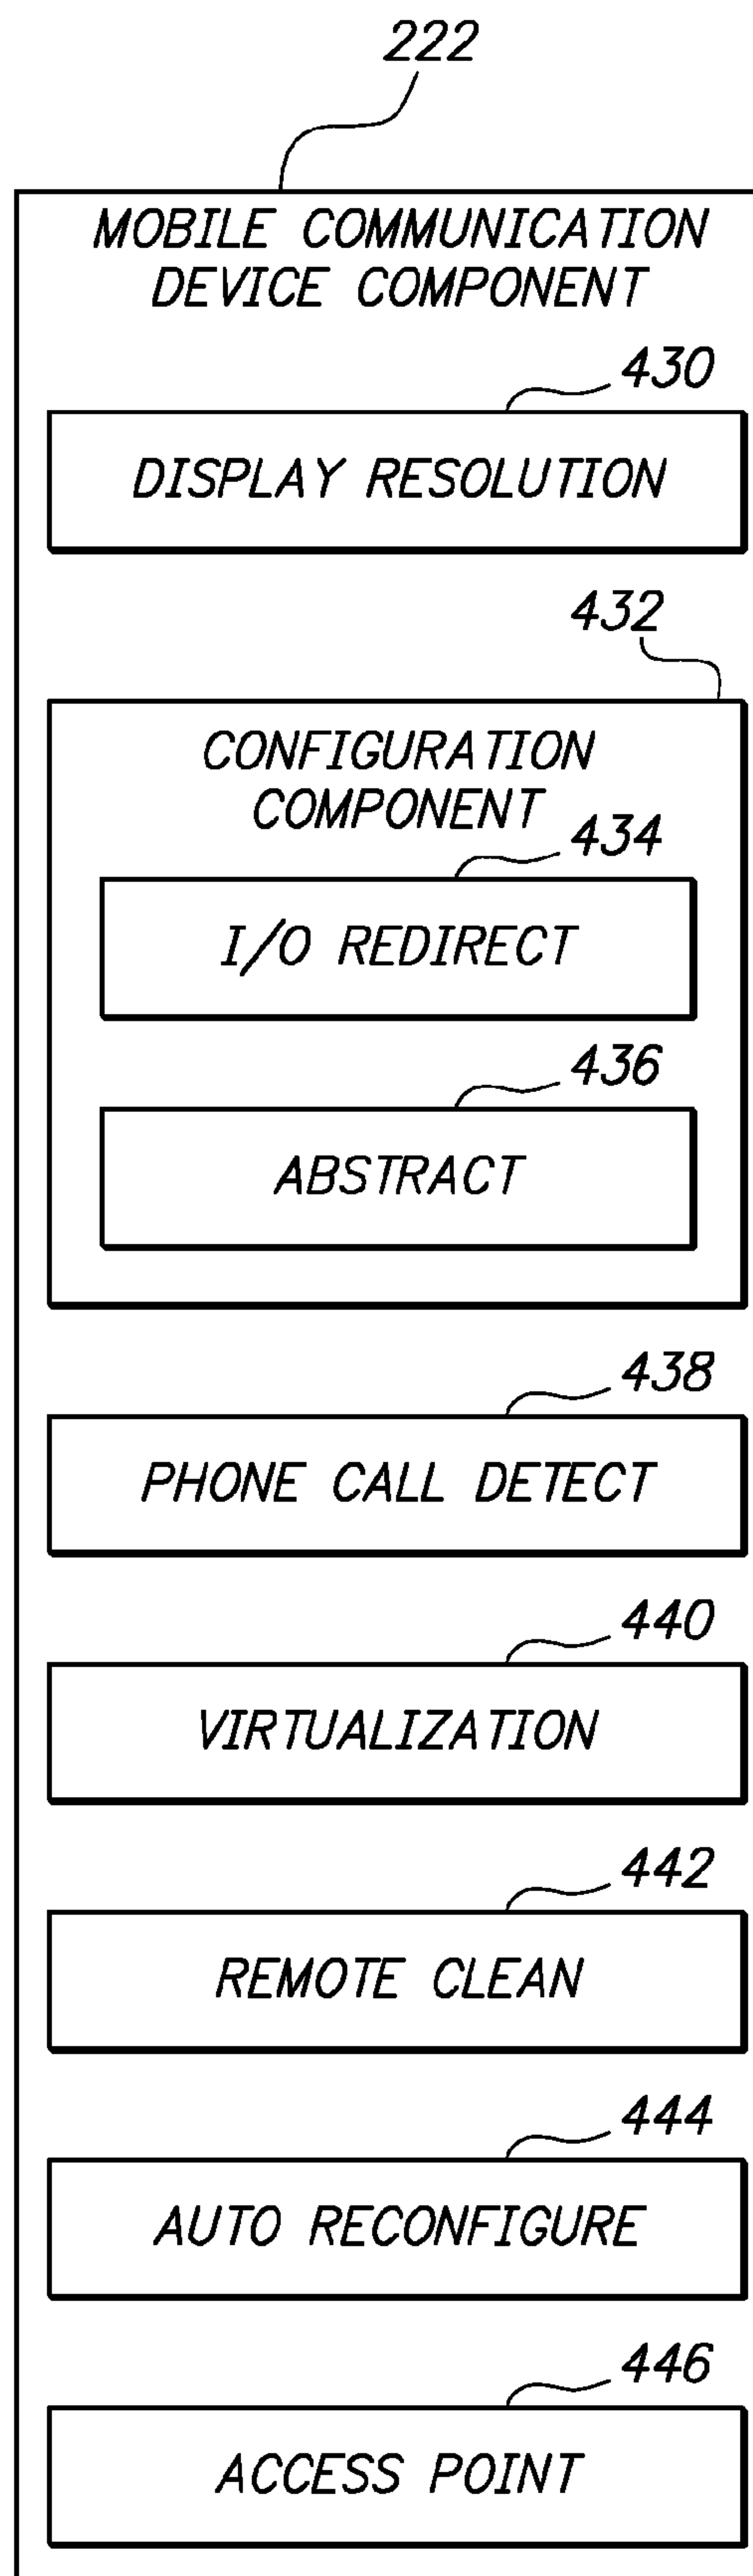 222
MOBILE COMMUNICATION
DEVICE COMPONENT
430
DISPLAY RESOLUTION
432
CONFIGURATION
COMPONENT
434
I/O REDIRECT
436
ABSTRACT
438
PHONE CALL DETECT
440
VIRTUALIZATION
442
REMOTE CLEAN
444
AUTO RECONFIGURE
446
ACCESS POINT